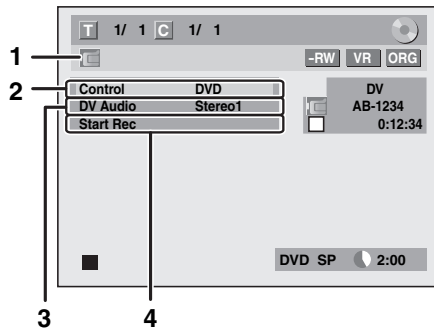 T 1/ 1 C 1/ 1
1
-RW VR ORG
2
Control DVD
DV
DV Audio Stereo1
AB-1234
Start Rec
0:12:34
DVD SP 2:00
3 4